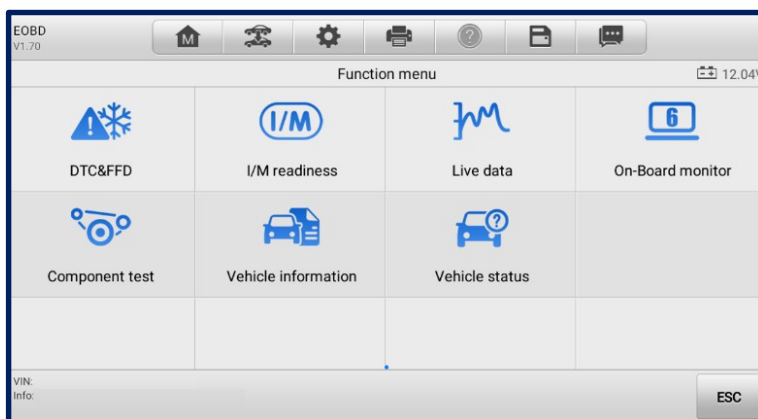 EOBD
V1.70
M
?
Function menu
12.04V
DTC&FFD
I/M readiness
Live data
On-Board monitor
I/M
6
Component test
Vehicle information
Vehicle status
?
VIN:
Info:
ESC